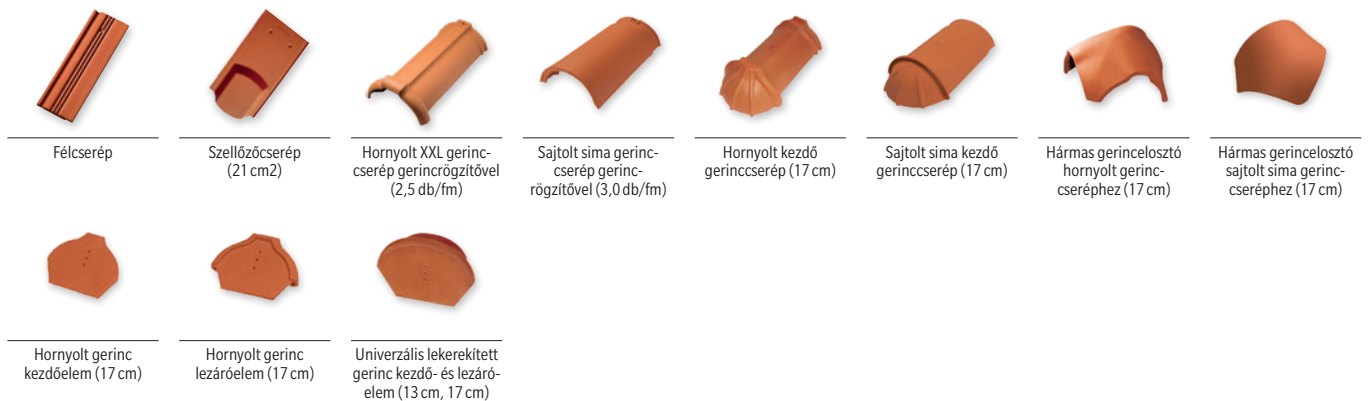 Félcserép
Szellőzőcserép
(21 cm2)
Hornyolt XXL gerinc-
cserép gerincrögzítővel
(2,5 db/fm)
Sajtolt sima gerinc-
cserép gerinc-
rögzítővel (3,0 db/fm)
Hornyolt kezdő
gerinccserép (17 cm)
Sajtolt sima kezdő
gerinccserép (17 cm)
Hármas gerincelosztó
hornyolt gerinc-
cseréphez (17 cm)
Hármas gerincelosztó
sajtolt sima gerinc-
cseréphez (17 cm)
Hornyolt gerinc
kezdőelem (17 cm)
Hornyolt gerinc
lezáróelem (17 cm)
Univerzális lekerekített
gerinc kezdő- és lezáró-
elem (13 cm, 17 cm)